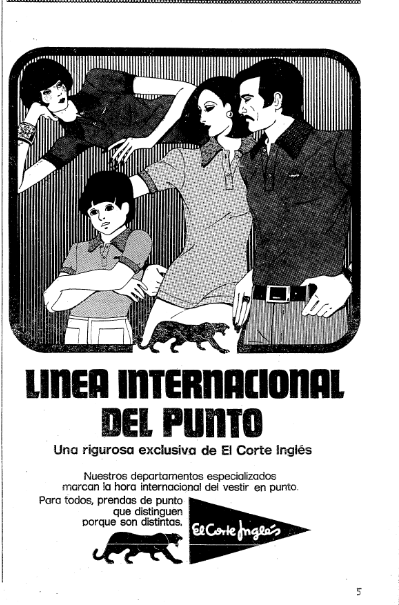 LINEA INTERNACIONAL
DEL PUNTO
Una rigurosa exclusiva de El Corte Inglés
Nuestros departamentos especializados
marcan la hora internacional del vestir en punto.
Para todos, prendas de punto
que distinguen
porque son distintas.
El Corte Inglés
5